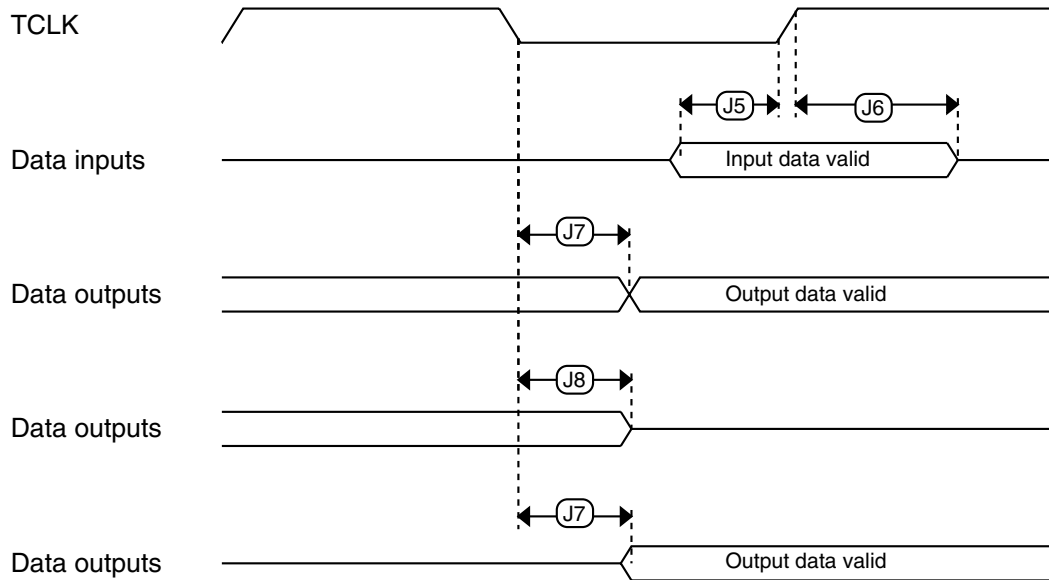 TCLK
J5
J6
Data inputs
Input data valid
J7
Data outputs
Output data valid
J8
Data outputs
J7
Data outputs
Output data valid